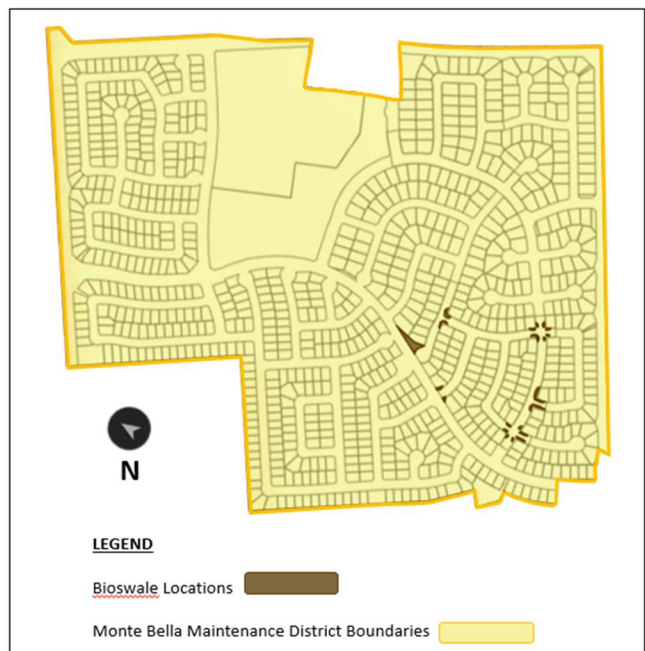 N
LEGEND
Bioswale Locations
Monte Bella Maintenance District Boundaries